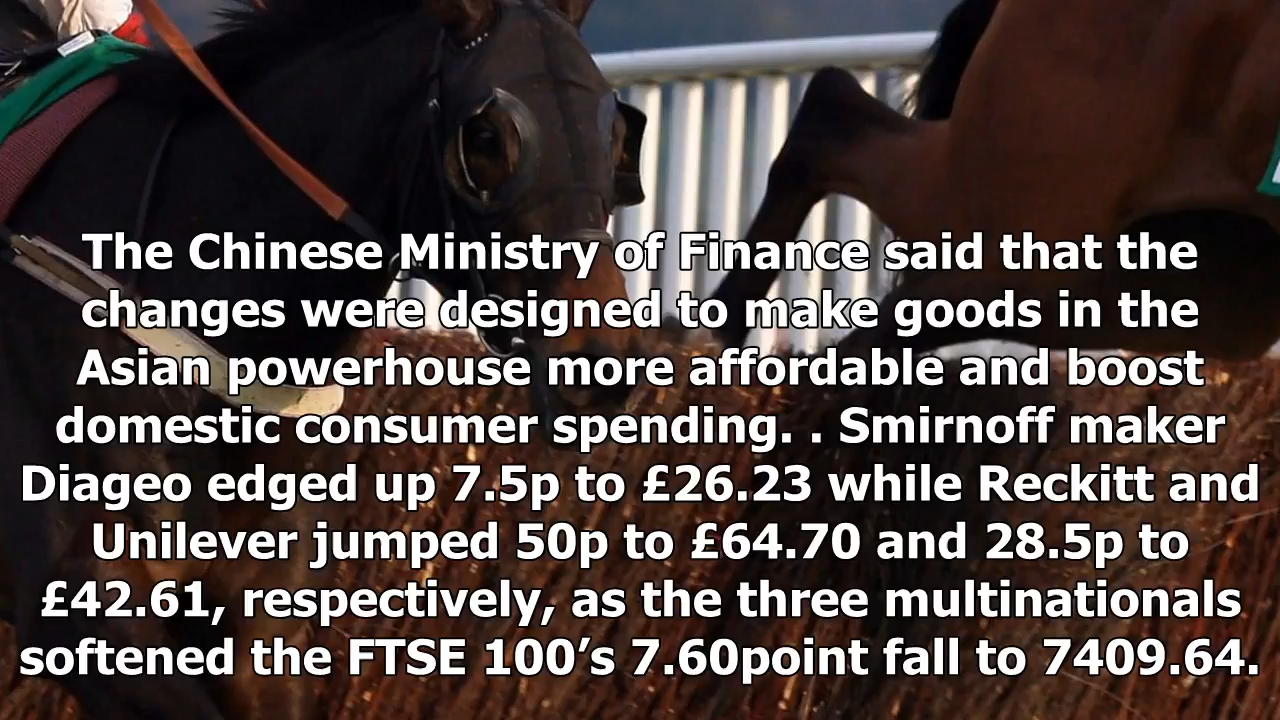 The Chinese Ministry of Finance said that the
changes were designed to make goods in the
Asian powerhouse more affordable and boost
domestic consumer spending. . Smirnoff maker
Diageo edged up 7.5p to £26.23 while Reckitt and
Unilever jumped 50p to £64.70 and 28.5p to
£42.61, respectively, as the three multinationals
softened the FTSE 100’s 7.60point fall to 7409.64.